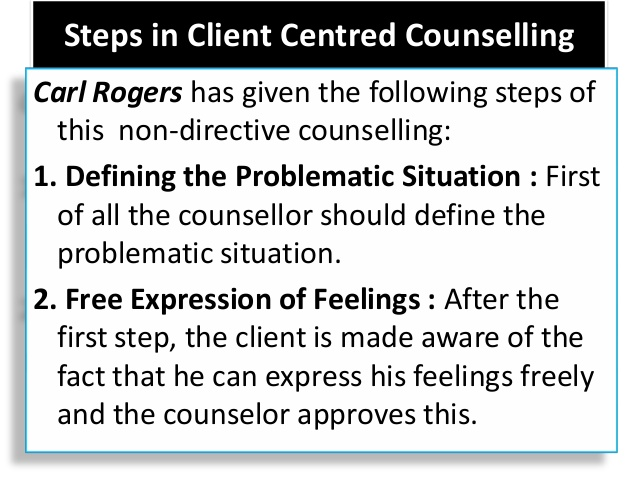 Steps in Client Centred Counselling
Carl Rogers has given the following steps of
this non-directive counselling:
1. Defining the Problematic Situation : First
of all the counsellor should define the
problematic situation.
2. Free Expression of Feelings : After the
first step, the client is made aware of the
fact that he can express his feelings freely
and the counselor approves this.